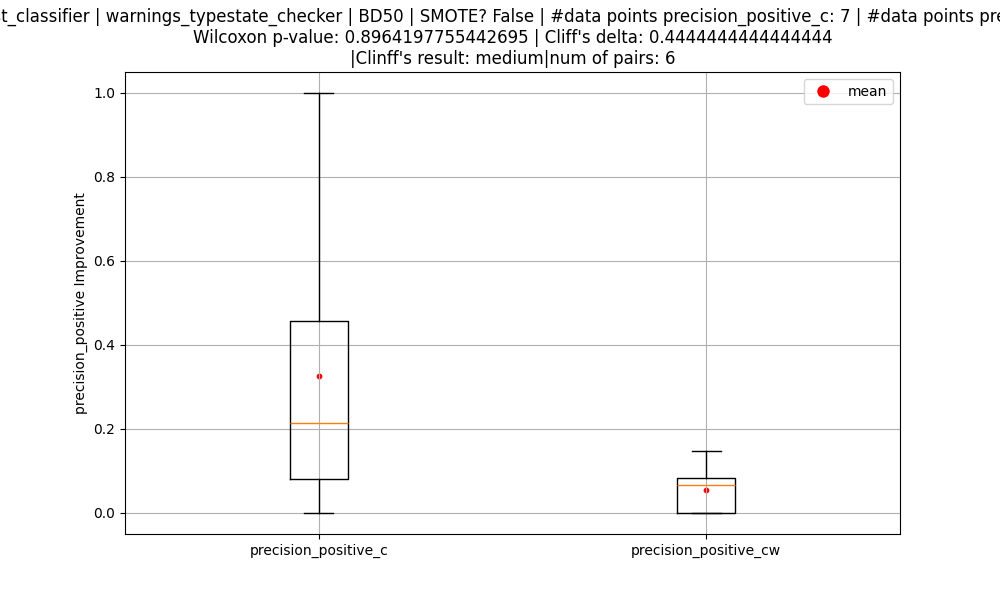 t_classifier | warnings_typestate_checker | BD50 | SMOTE? False | #data points precision_positive_c: 7 | #data points pre
Wilcoxon p-value: 0.8964197755442695 | Cliff's delta: 0.4444444444444444
|Clinff's result: medium|num of pairs: 6
mean
1.0
0.8
0.6
0.4
0.2
0.0
precision_positive Improvement
precision_positive_c
precision_positive_cw